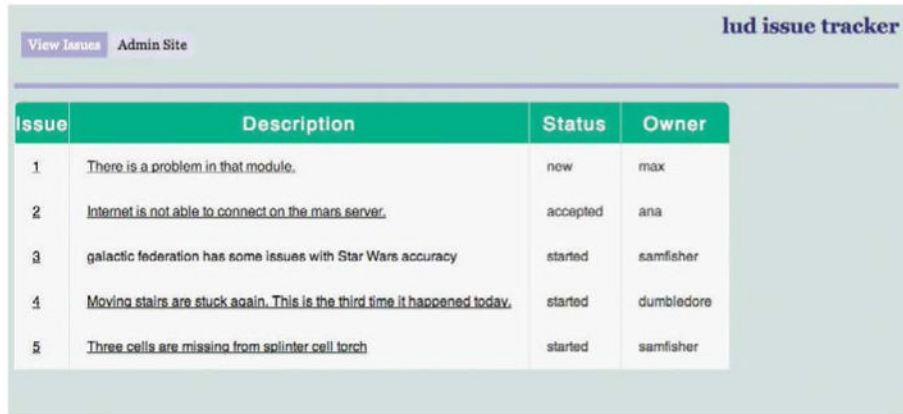 lud issue tracker
View Issues Admin Site
Issue Description Status Owner
1 There is a problem in that module. new max
2 Internet is not able to connect on the mars server. accepted ana
3 galactic federation has some issues with Star Wars accuracy started samfisher
4 Moving stairs are stuck again. This is the third time it happened today. started dumbledore
5 Three cells are missing from splinter cell torch started samfisher